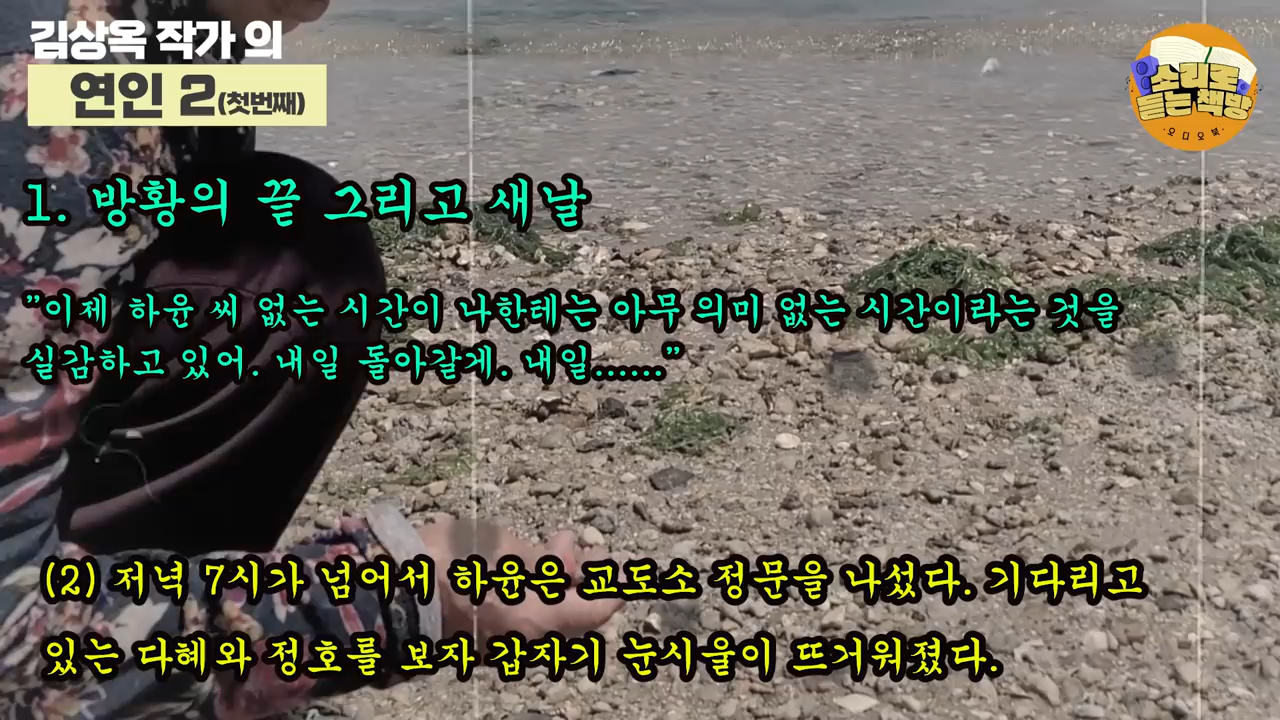 김상옥 작가 의
연인 2(첫번째)
소리로
듣는 책방
·오디오북·
1. 방황의 끝 그리고 새날
"이제 하윤 씨 없는 시간이 나한테는 아무 의미 없는 시간이라는 것을
실감하고 있어. 내일 돌아갈게. 내일......"
(2) 저녁 7시가 넘어서 하윤은 교도소 정문을 나섰다. 기다리고
있는 다혜와 정호를 보자 갑자기 눈시울이 뜨거워졌다.